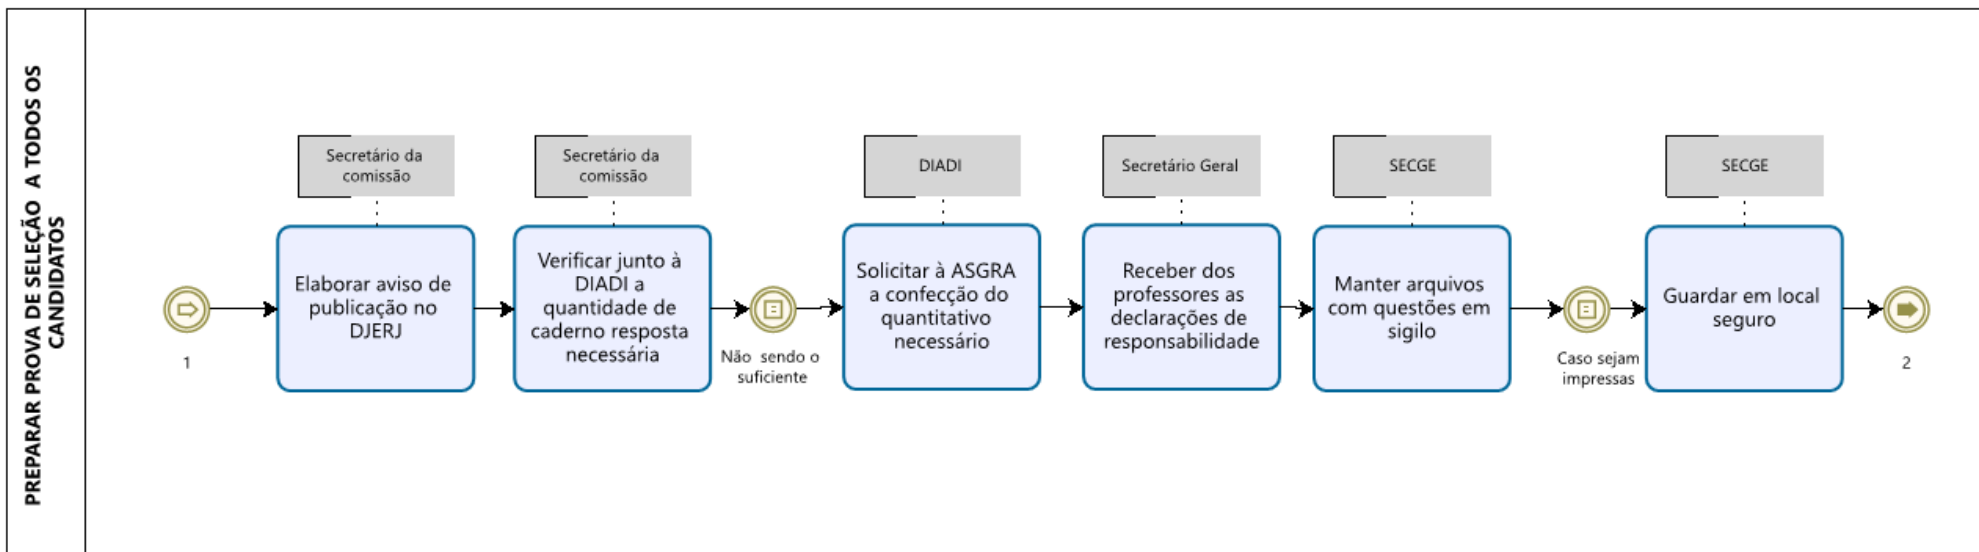 PREPARAR PROVA DE SELEÇÃO A TODOS OS
CANDIDATOS
1
Secretário da
comissão
Elaborar aviso de
publicação no
DJERJ
Secretário da
comissão
Verificar junto à
DIADI a
quantidade de
caderno resposta
necessária
Não sendo o
suficiente
DIADI
Solicitar à ASGRA
a confecção do
quantitativo
necessário
Secretário Geral
Receber dos
professores as
declarações de
responsabilidade
SECGE
Manter arquivos
com questões em
sigilo
Caso sejam
impressas
SECGE
Guardar em local
seguro
2